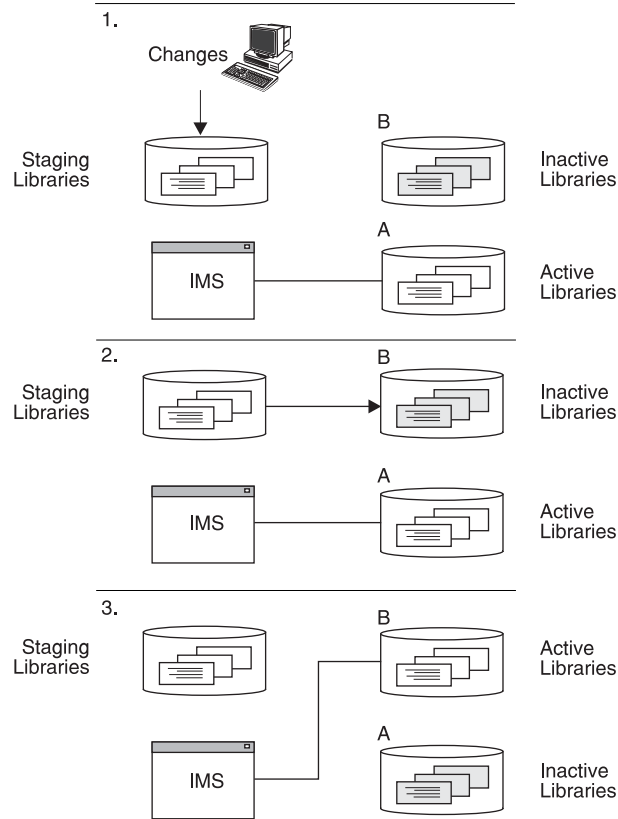 1.
Changes
Staging
Libraries
B
Inactive
Libraries
A
IMS
Active
Libraries
2.
Staging
Libraries
B
Inactive
Libraries
A
IMS
Active
Libraries
3.
Staging
Libraries
B
Active
Libraries
A
IMS
Inactive
Libraries